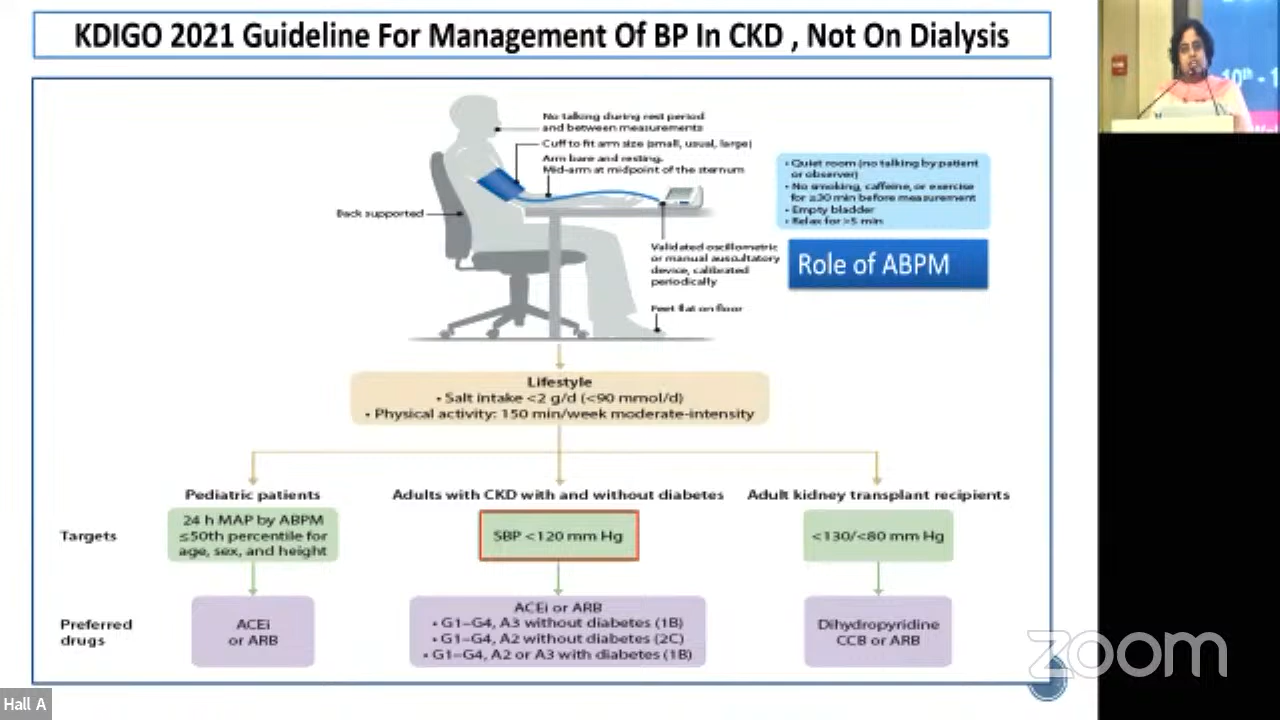 KDIGO 2021 Guideline For Management Of BP In CKD , Not On Dialysis
10th - 1
No talking during rest period
and between measurements
Cuff to fit arm size (small, usual, large)
Arm bare and resting.
Mid-arm at midpoint of the sternum
Back supported
• Quiet room (no talking by patient
or observer)
• No smoking, caffeine, or exercise
for ≥30 min before measurement
• Empty bladder
• Relax for >5 min
Validated oscillometric
or manual auscultatory
device, calibrated
periodically
Feet flat on floor
Role of ABPM
Lifestyle
• Salt intake <2 g/d (<90 mmol/d)
• Physical activity: 150 min/week moderate-intensity
Pediatric patients
Adults with CKD with and without diabetes
Adult kidney transplant recipients
Targets
24 h MAP by ABPM
≤50th percentile for
age, sex, and height
SBP <120 mm Hg
<130/<80 mm Hg
Preferred
drugs
ACEi
or ARB
ACEi or ARB
• G1–G4, A3 without diabetes (1B)
• G1–G4, A2 without diabetes (2C)
• G1–G4, A2 or A3 with diabetes (1B)
Dihydropyridine
CCB or ARB
zoom
Hall A